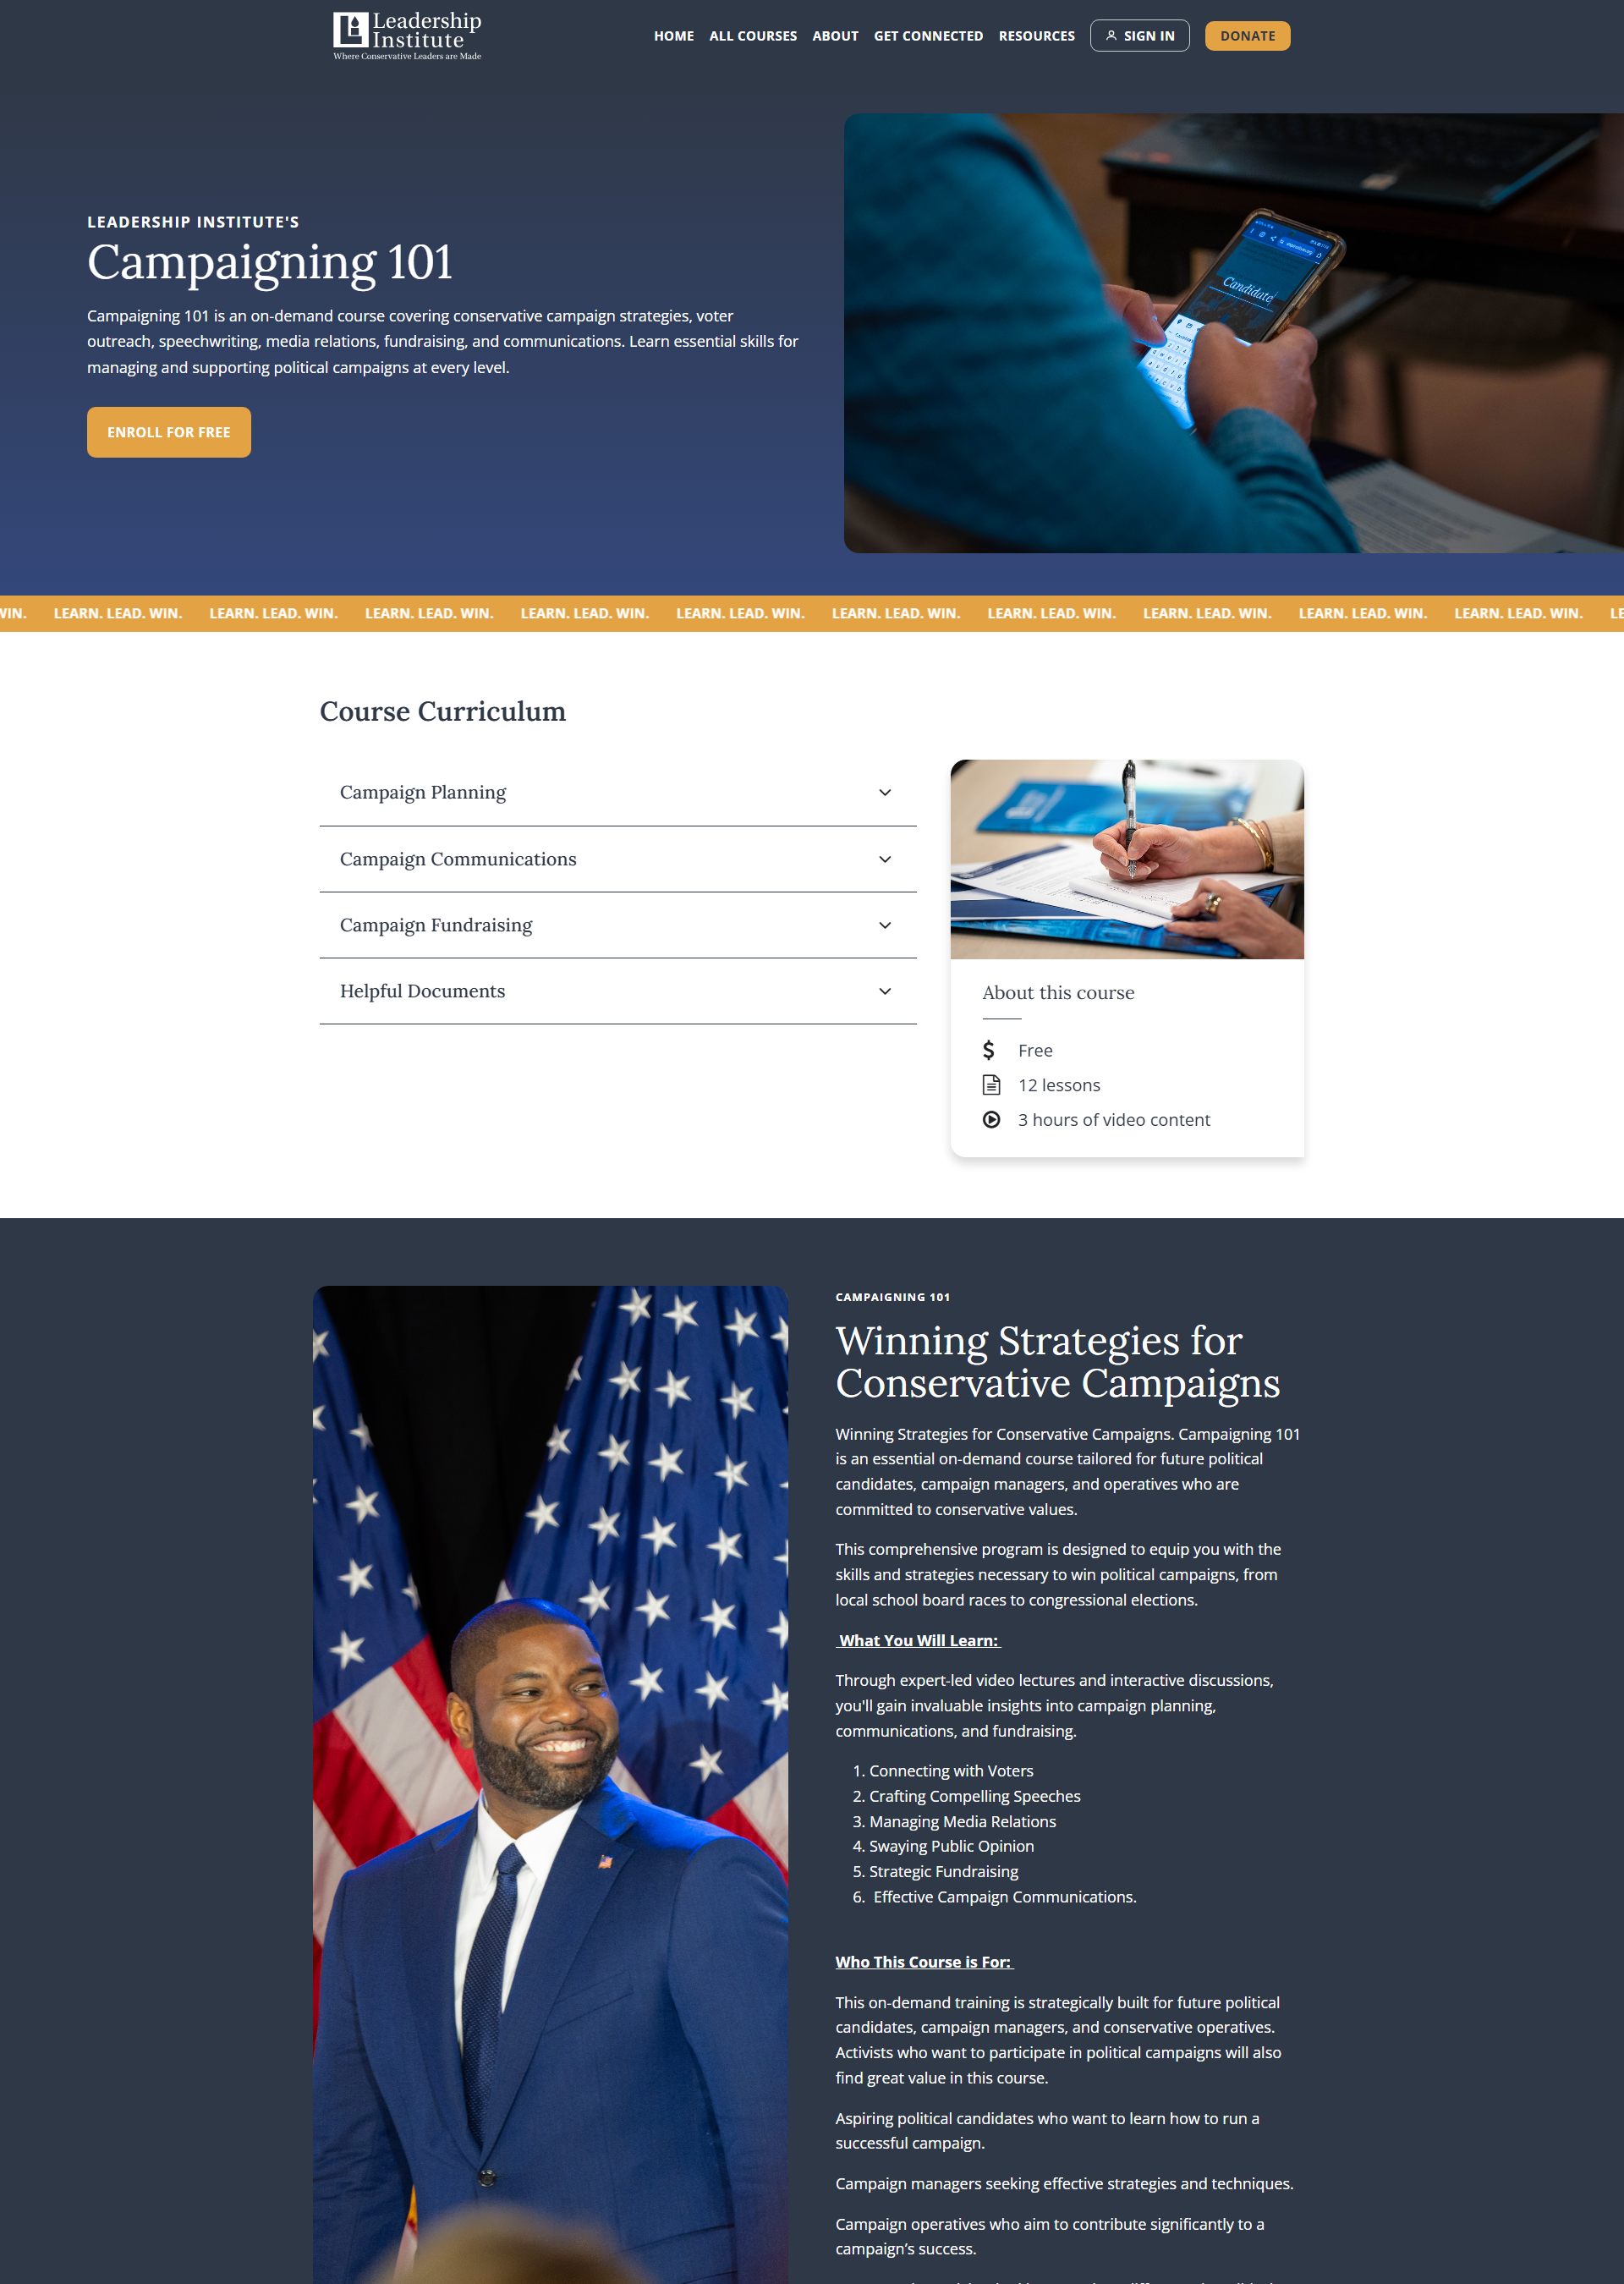 Leadership
Institute
Where Conservative Leaders are Made
HOME ALL COURSES ABOUT GET CONNECTED RESOURCES SIGN IN DONATE
LEADERSHIP INSTITUTE'S
Campaigning 101
Campaigning 101 is an on-demand course covering conservative campaign strategies, voter
outreach, speechwriting, media relations, fundraising, and communications. Learn essential skills for
managing and supporting political campaigns at every level.
ENROLL FOR FREE
Candidate
WIN. LEARN. LEAD. WIN. LEARN. LEAD. WIN. LEARN. LEAD. WIN. LEARN. LEAD. WIN. LEARN. LEAD. WIN. LEARN. LEAD. WIN. LEARN. LEAD. WIN. LEARN. LEAD. WIN. LEARN. LEAD. WIN. LEARN. LEAD. WIN. LE
Course Curriculum
Campaign Planning
Campaign Communications
Campaign Fundraising
Helpful Documents
About this course
Free
12 lessons
3 hours of video content
CAMPAIGNING 101
Winning Strategies for
Conservative Campaigns
Winning Strategies for Conservative Campaigns. Campaigning 101
is an essential on-demand course tailored for future political
candidates, campaign managers, and operatives who are
committed to conservative values.
This comprehensive program is designed to equip you with the
skills and strategies necessary to win political campaigns, from
local school board races to congressional elections.
What You Will Learn:
Through expert-led video lectures and interactive discussions,
you'll gain invaluable insights into campaign planning,
communications, and fundraising.
1. Connecting with Voters
2. Crafting Compelling Speeches
3. Managing Media Relations
4. Swaying Public Opinion
5. Strategic Fundraising
6. Effective Campaign Communications.
Who This Course is For:
This on-demand training is strategically built for future political
candidates, campaign managers, and conservative operatives.
Activists who want to participate in political campaigns will also
find great value in this course.
Aspiring political candidates who want to learn how to run a
successful campaign.
Campaign managers seeking effective strategies and techniques.
Campaign operatives who aim to contribute significantly to a
campaign’s success.